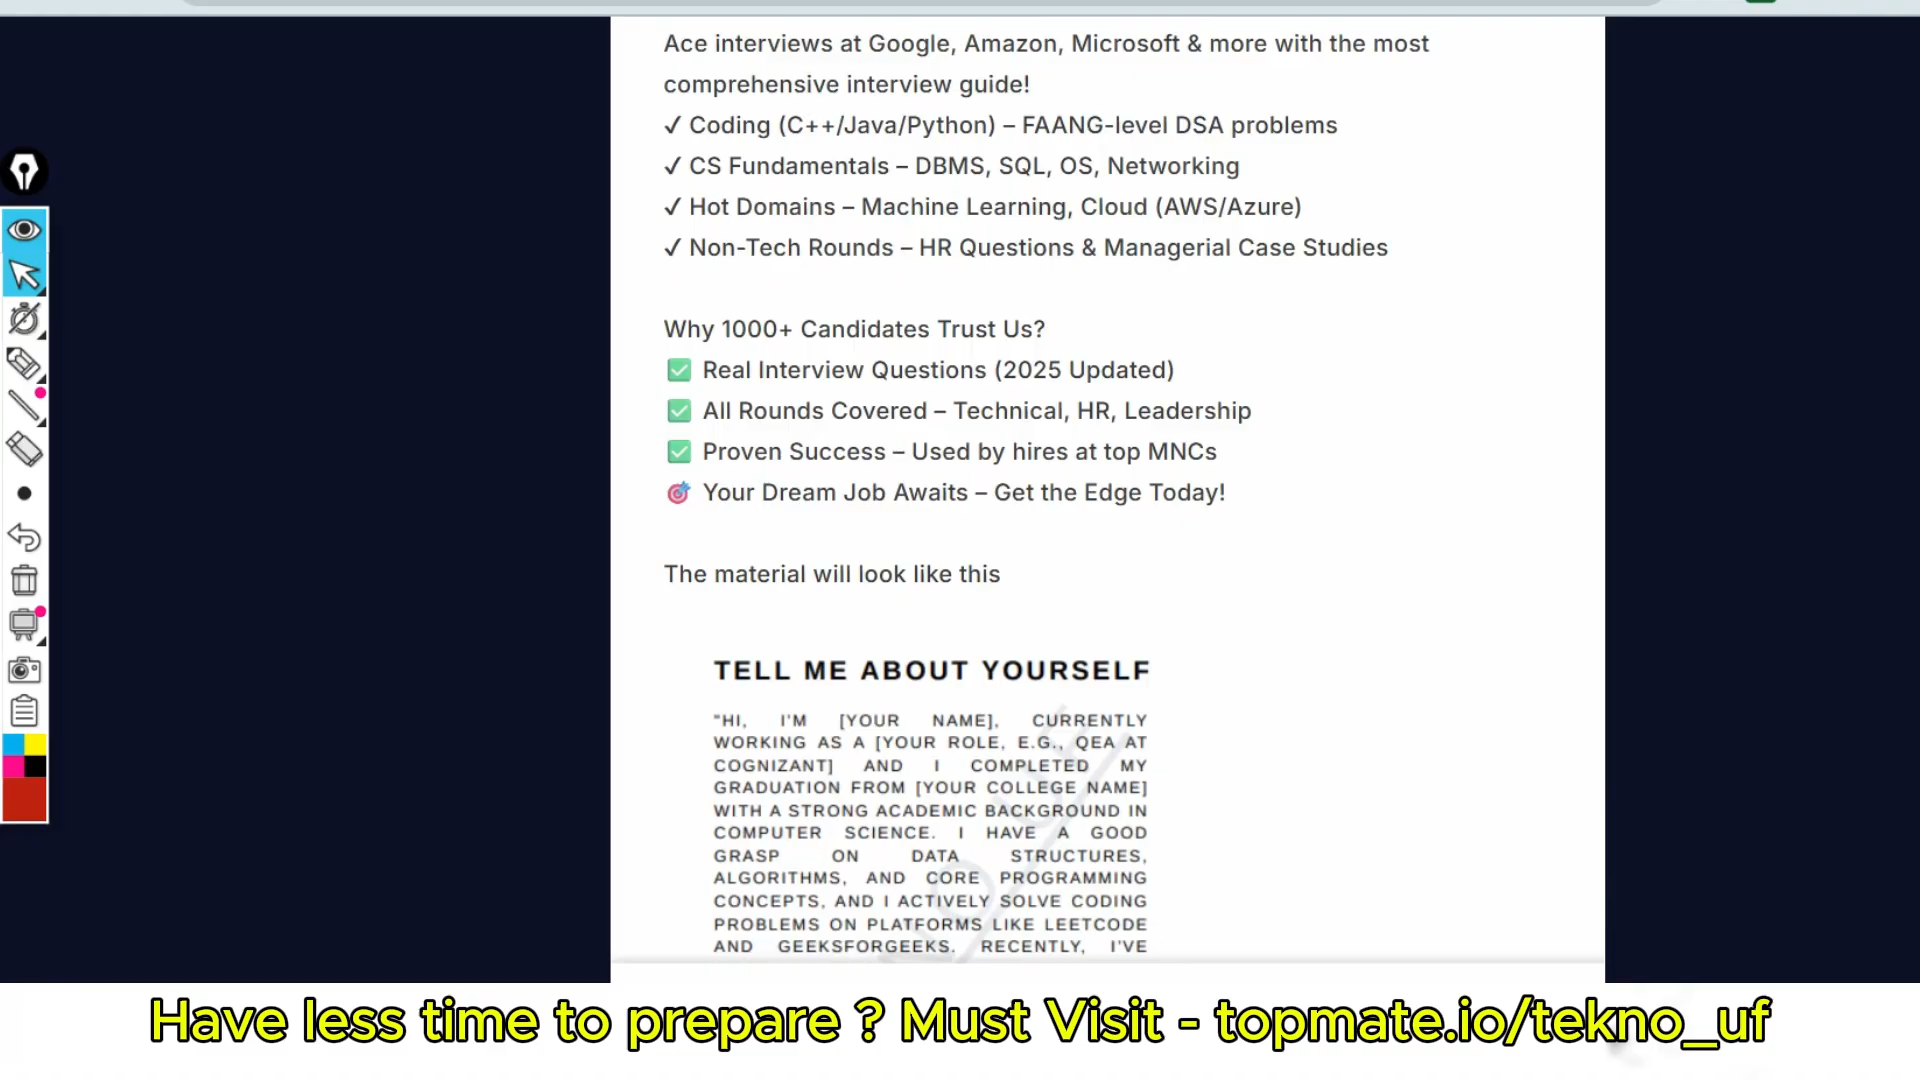 Ace interviews at Google, Amazon, Microsoft & more with the most
comprehensive interview guide!
✓ Coding (C++/Java/Python) – FAANG-level DSA problems
✓ CS Fundamentals – DBMS, SQL, OS, Networking
✓ Hot Domains – Machine Learning, Cloud (AWS/Azure)
✓ Non-Tech Rounds – HR Questions & Managerial Case Studies
Why 1000+ Candidates Trust Us?
✅ Real Interview Questions (2025 Updated)
✅ All Rounds Covered – Technical, HR, Leadership
✅ Proven Success – Used by hires at top MNCs
🎯 Your Dream Job Awaits – Get the Edge Today!
The material will look like this
TELL ME ABOUT YOURSELF
"HI, I'M [YOUR NAME], CURRENTLY
WORKING AS A [YOUR ROLE, E.G., QEA AT
COGNIZANT] AND I COMPLETED MY
GRADUATION FROM [YOUR COLLEGE NAME]
WITH A STRONG ACADEMIC BACKGROUND IN
COMPUTER SCIENCE. I HAVE A GOOD
GRASP ON DATA STRUCTURES,
ALGORITHMS, AND CORE PROGRAMMING
CONCEPTS, AND I ACTIVELY SOLVE CODING
PROBLEMS ON PLATFORMS LIKE LEETCODE
AND GEEKSFORGEEKS. RECENTLY, I'VE
Have less time to prepare ? Must Visit - topmate.io/tekno_uf